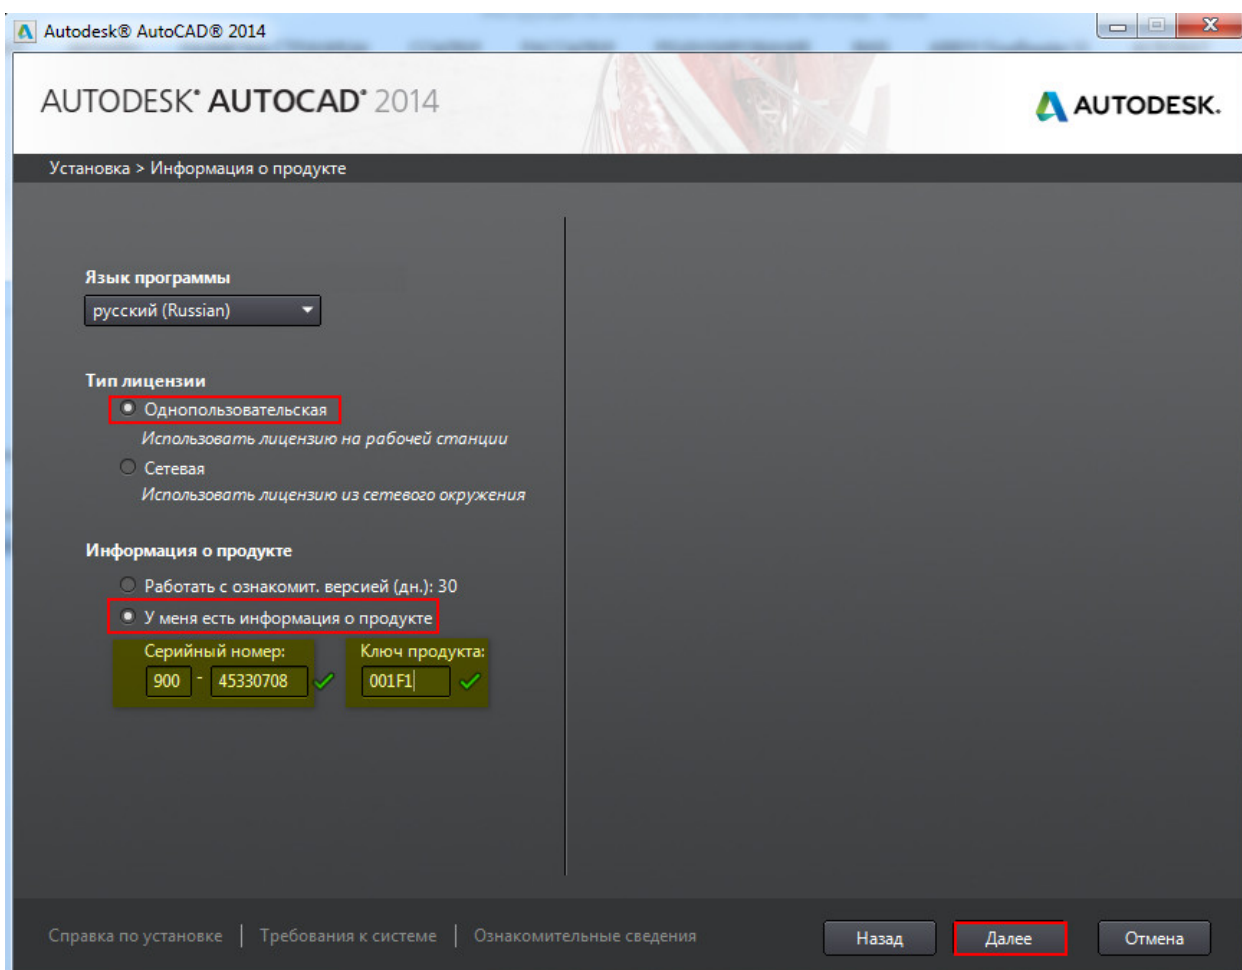 Autodesk® AutoCAD® 2014
AUTODESK® AUTOCAD® 2014
AUTODESK.
Установка > Информация о продукте
Язык программы
русский (Russian)
Тип лицензии
Однопользовательская
Использовать лицензию на рабочей станции
Сетевая
Использовать лицензию из сетевого окружения
Информация о продукте
Работать с ознакомит. версией (дн.): 30
У меня есть информация о продукте
Серийный номер: Ключ продукта:
900 - 45330708 001F1
Справка по установке | Требования к системе | Ознакомительные сведения Назад Далее Отмена